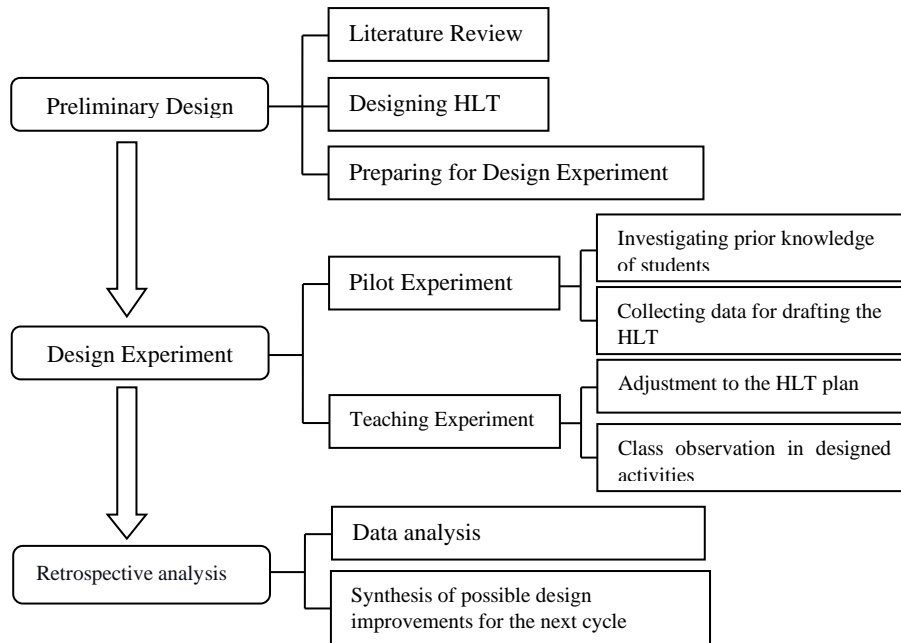 Literature Review
Preliminary Design
Designing HLT
Preparing for Design Experiment
Investigating prior knowledge
of students
Pilot Experiment
Collecting data for drafting the
HLT
Design Experiment
Adjustment to the HLT plan
Teaching Experiment
Class observation in designed
activities
Data analysis
Retrospective analysis
Synthesis of possible design
improvements for the next cycle